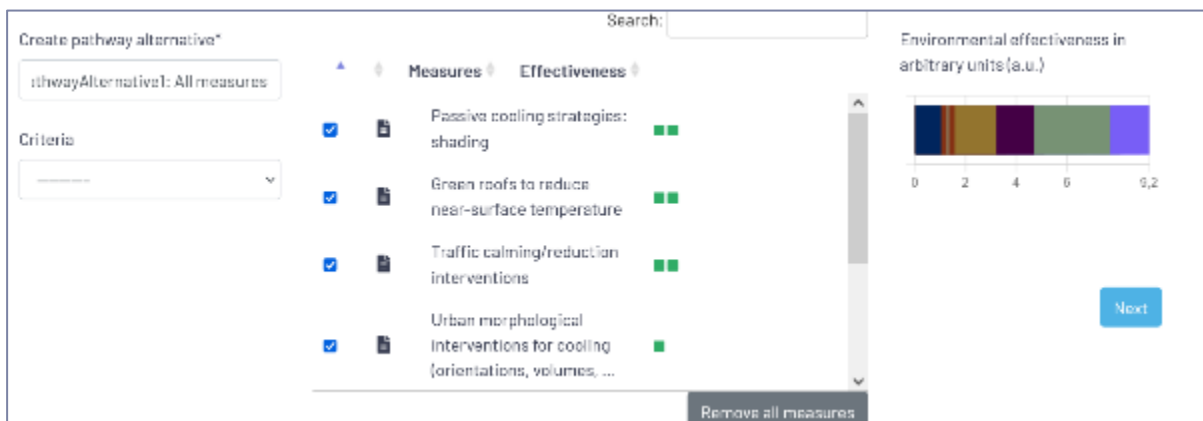 Search:
Create pathway alternative*
thwayAlternative1: All measures
Criteria
----------
Measures Effectiveness
Passive cooling strategies:
shading
Green roofs to reduce
near-surface temperature
Traffic calming/reduction
interventions
Urban morphological
interventions for cooling
(orientations, volumes, ...
Remove all measures
Environmental effectiveness in
arbitrary units (a.u.)
0 2 4 6 9,2
Next